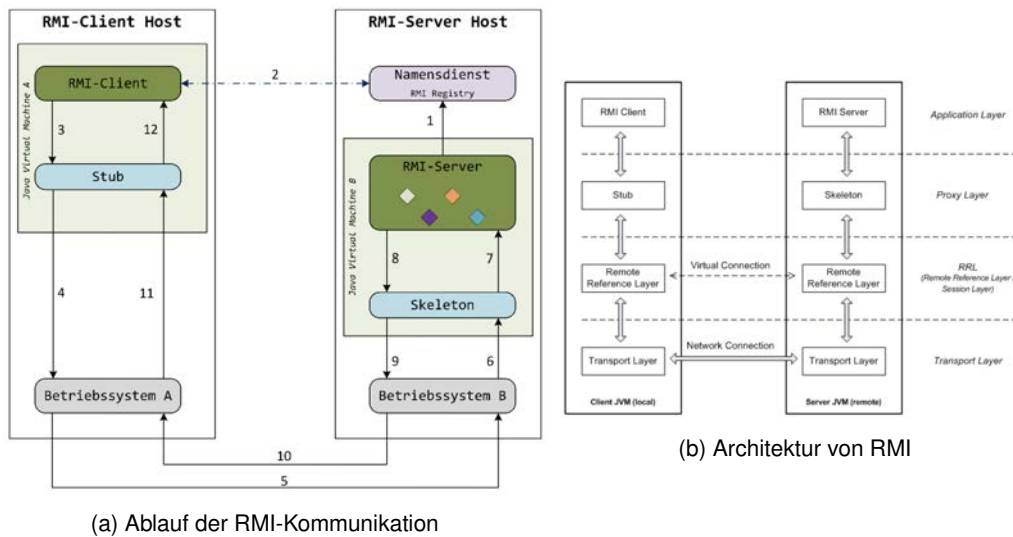 RMI-Client Host
RMI-Server Host
Java Virtual Machine A
RMI-Client
2
Namensdienst
RMI Registry
3
12
1
Stub
Java Virtual Machine B
RMI-Server
4
11
8
7
Skeleton
9
6
Betriebssystem A
Betriebssystem B
10
5
(a) Ablauf der RMI-Kommunikation
RMI Client
RMI Server
Application Layer
Stub
Skeleton
Proxy Layer
Remote
Reference Layer
Virtual Connection
Remote
Reference Layer
RRL
(Remote Reference Layer
Session Layer)
Transport Layer
Network Connection
Transport Layer
Transport Layer
Client JVM (local)
Server JVM (remote)
(b) Architektur von RMI